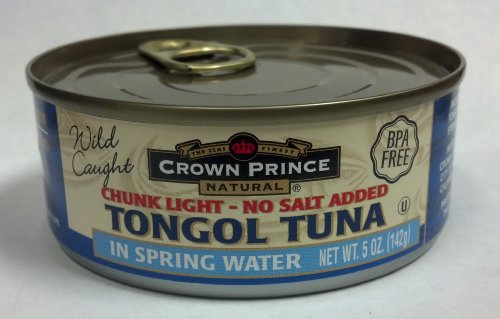 Wild
Caught
THE SEAS FINEST
CROWN PRINCE
NATURAL ®
BPA
FREE
CHUNK LIGHT - NO SALT ADDED
TONGOL TUNA
U
IN SPRING WATER
NET WT. 5 OZ. (142g)